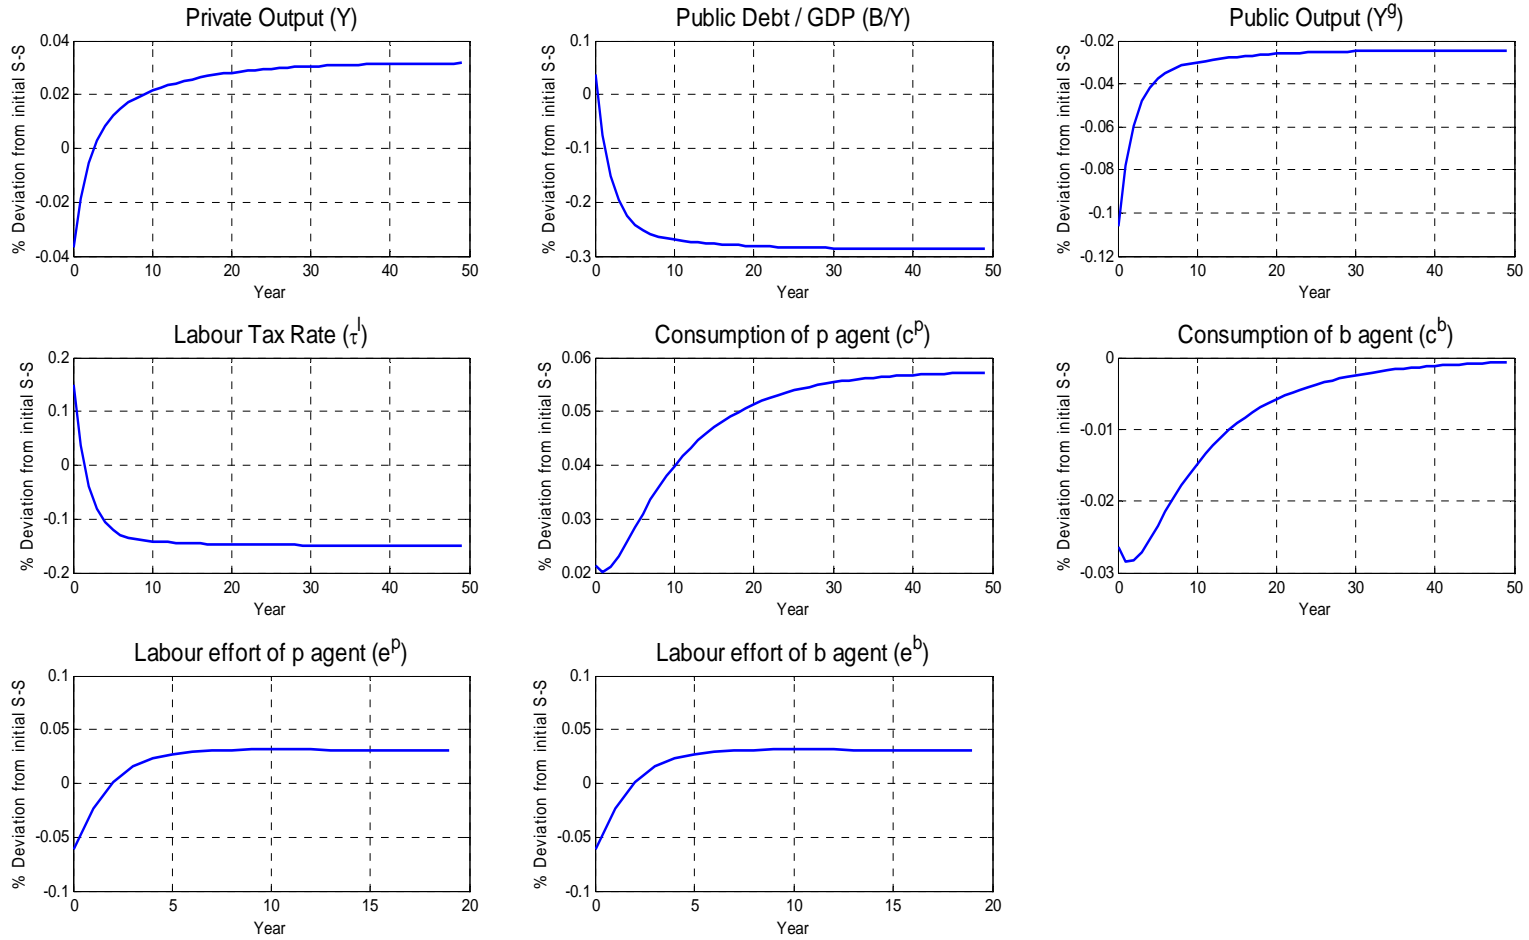 Private Output (Y)
% Deviation from initial S-S
0.04
0.02
0
-0.02
-0.04
0 10 20 30 40 50
Year
Public Debt / GDP (B/Y)
% Deviation from initial S-S
0.1
0
-0.1
-0.2
-0.3
0 10 20 30 40 50
Year
Public Output (Y^g)
% Deviation from initial S-S
-0.02
-0.04
-0.06
-0.08
-0.1
-0.12
0 10 20 30 40 50
Year
Labour Tax Rate (τ^l)
% Deviation from initial S-S
0.2
0.1
0
-0.1
-0.2
0 10 20 30 40 50
Year
Consumption of p agent (c^p)
% Deviation from initial S-S
0.06
0.05
0.04
0.03
0.02
0 10 20 30 40 50
Year
Consumption of b agent (c^b)
% Deviation from initial S-S
0
-0.01
-0.02
-0.03
0 10 20 30 40 50
Year
Labour effort of p agent (e^p)
% Deviation from initial S-S
0.1
0.05
0
-0.05
-0.1
0 5 10 15 20
Year
Labour effort of b agent (e^b)
% Deviation from initial S-S
0.1
0.05
0
-0.05
-0.1
0 5 10 15 20
Year